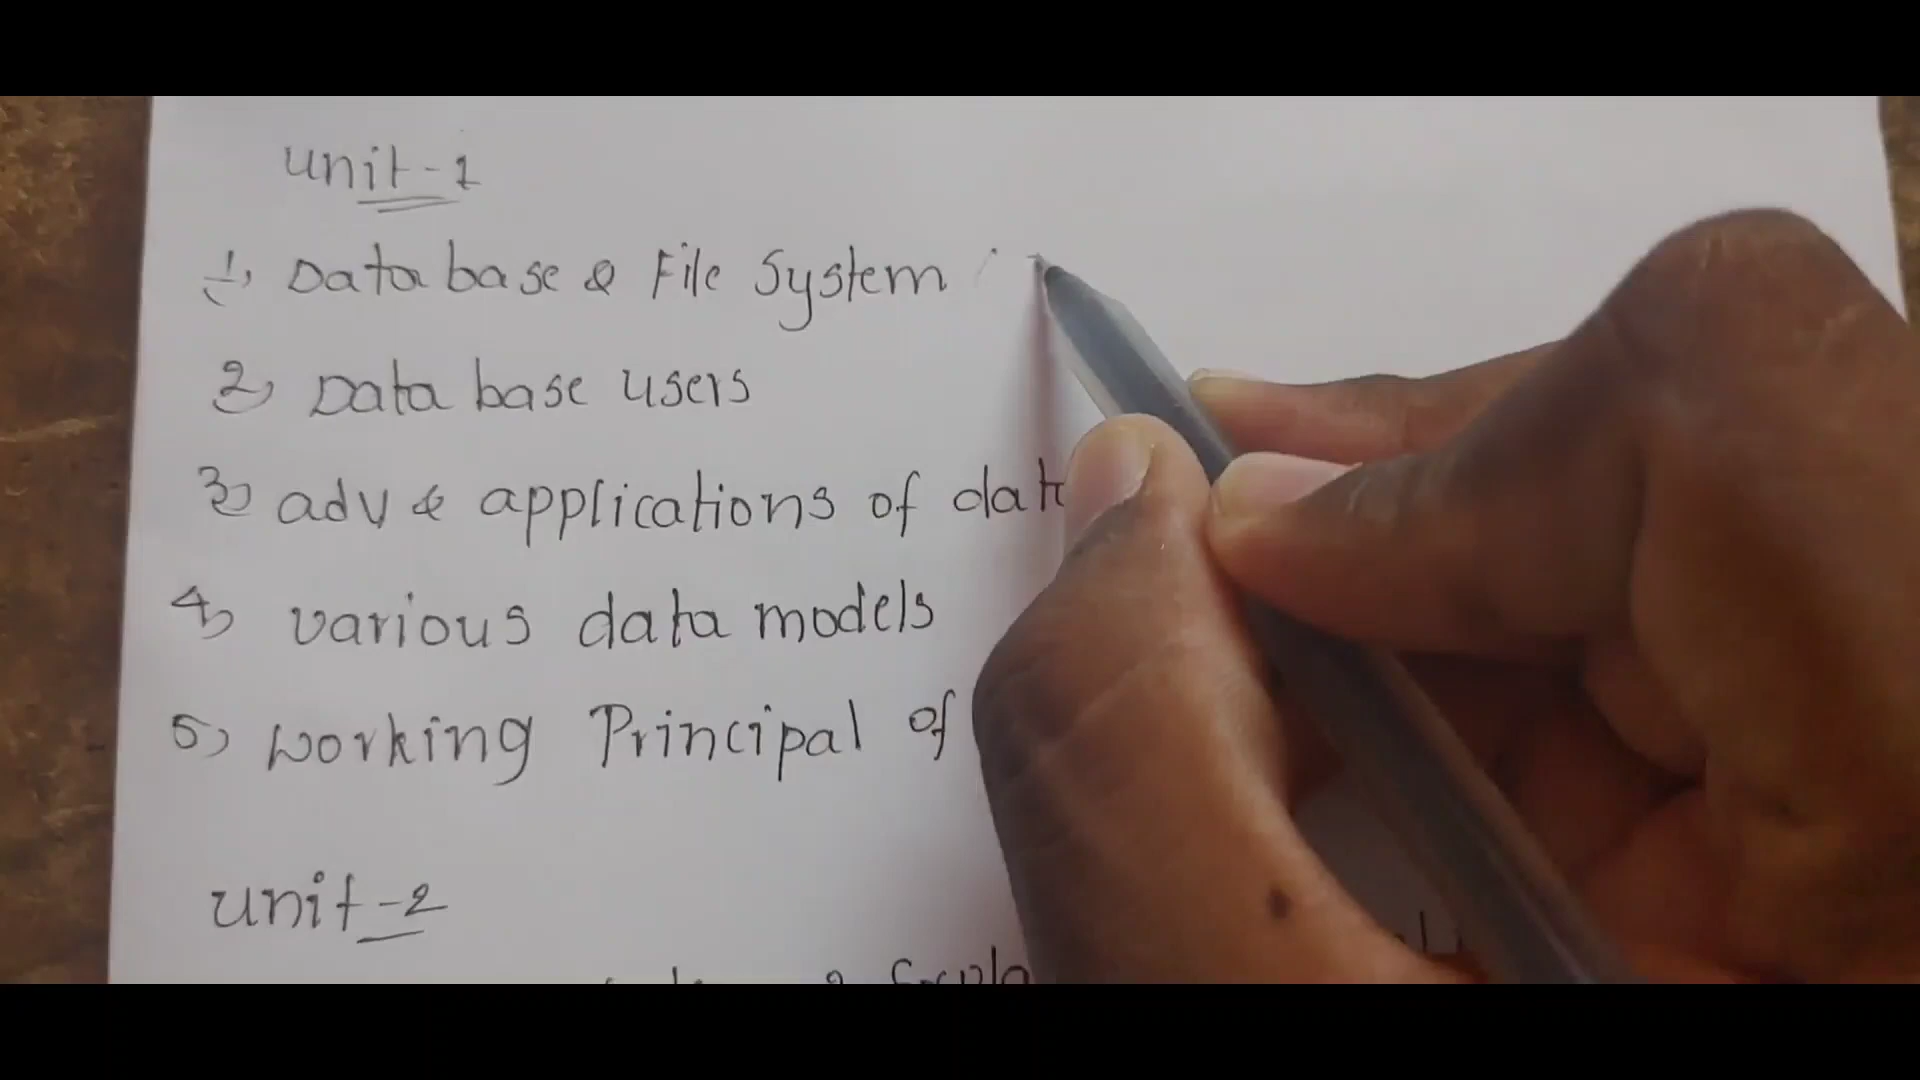 unit-1
1) Data base & File System
2) Data base users
3) adv & applications of dat
4) various data models
5) working Principal of
unit-2